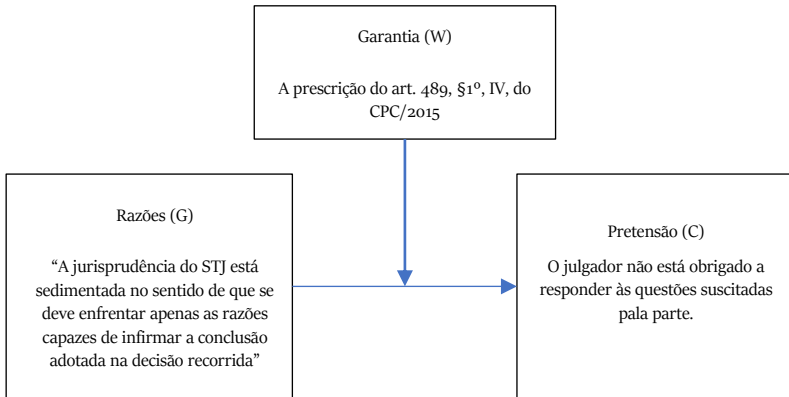 Garantia (W)
A prescrição do art. 489, §1º, IV, do
CPC/2015
Razões (G)
“A jurisprudência do STJ está
sedimentada no sentido de que se
deve enfrentar apenas as razões
capazes de infirmar a conclusão
adotada na decisão recorrida”
Pretensão (C)
O julgador não está obrigado a
responder às questões suscitadas
pala parte.